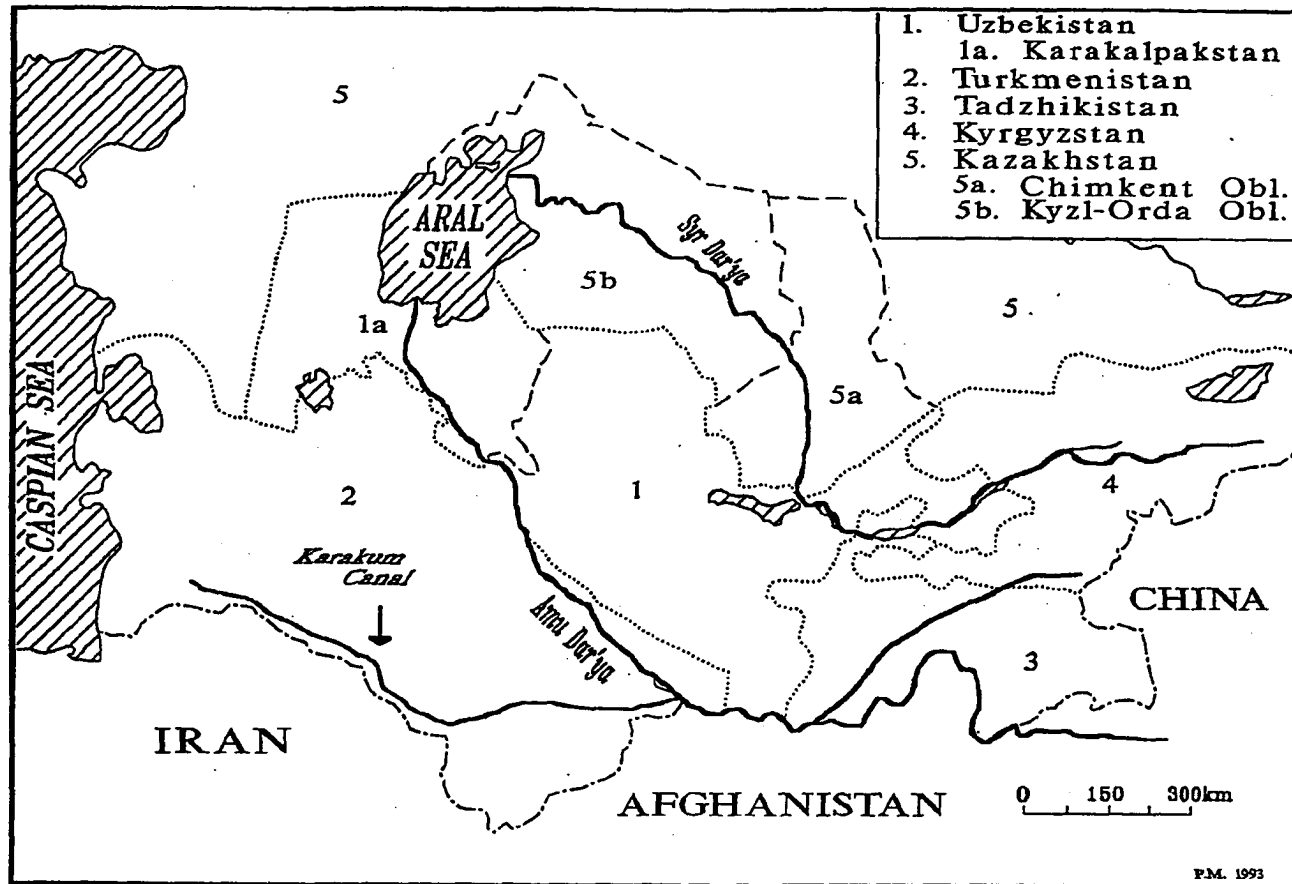 1. Uzbekistan
1a. Karakalpakstan
2. Turkmenistan
3. Tadzhikistan
4. Kyrgyzstan
5. Kazakhstan
5a. Chimkent Obl.
5b. Kyzl-Orda Obl.
5
ARAL
SEA
Syr Dar'ya
5b
5
1a
5a
CASPIAN SEA
2
1
4
Karakum
Canal
Amu Dar'ya
CHINA
3
IRAN
AFGHANISTAN
0 150 300km
P.M. 1993